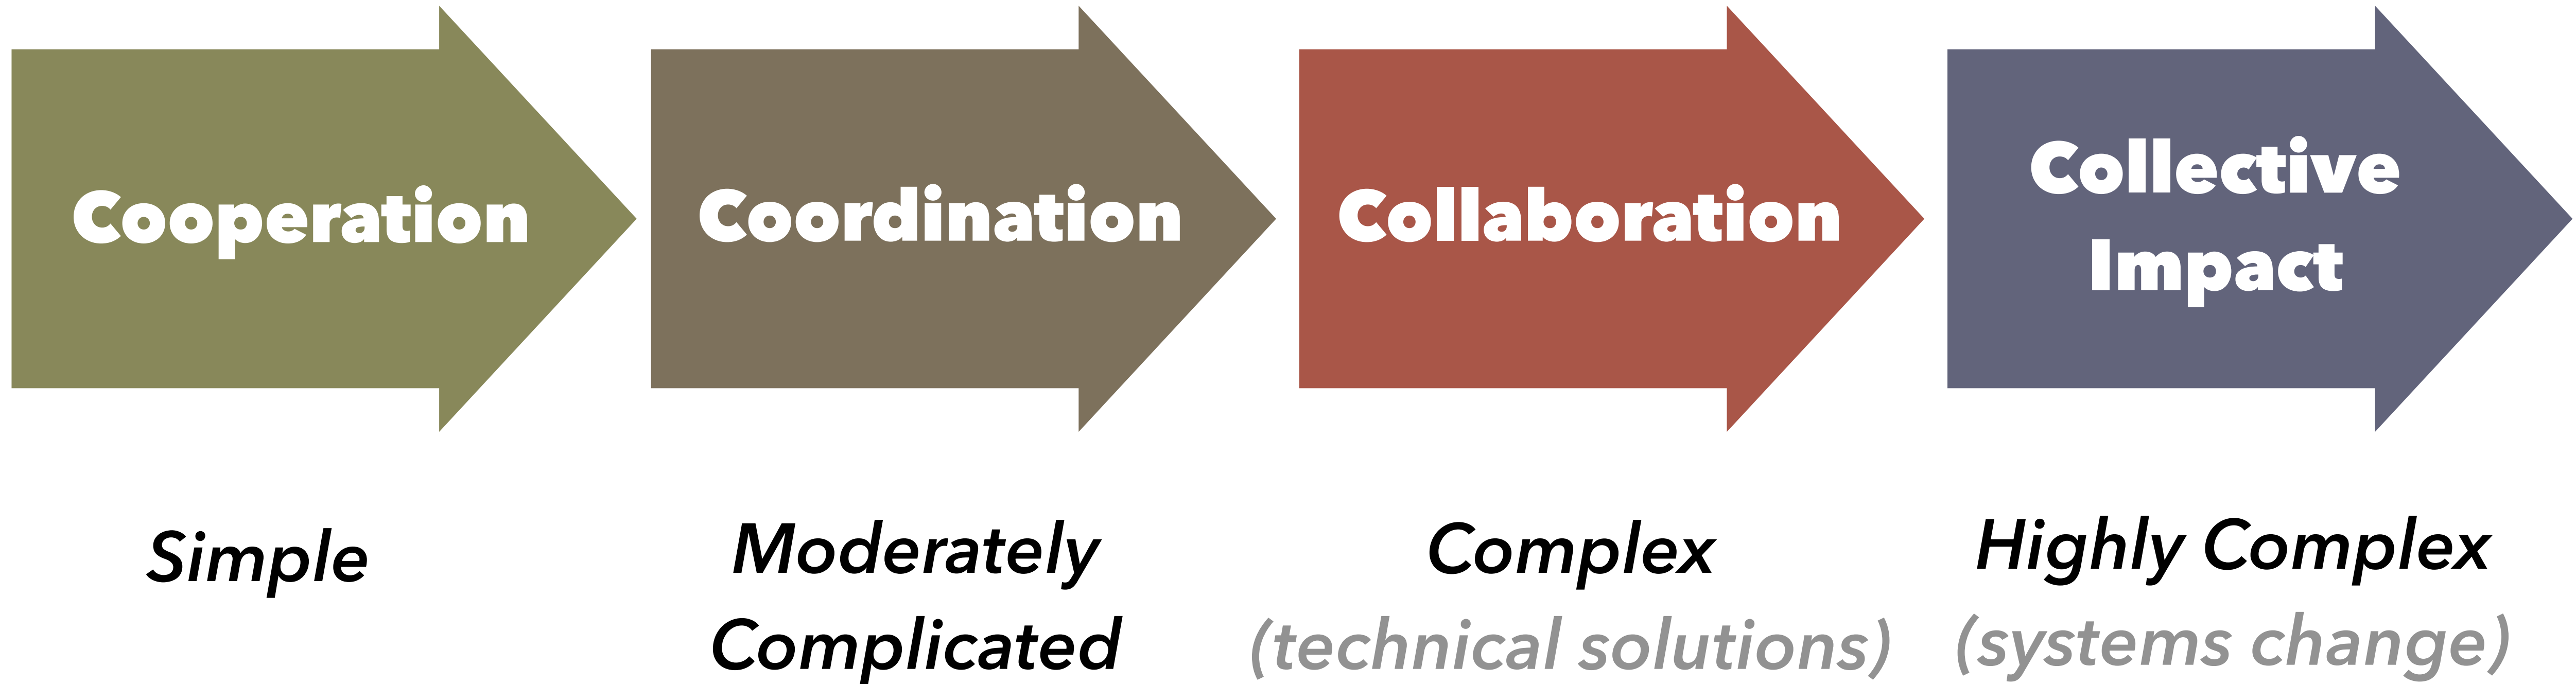 Cooperation
Coordination
Collaboration
Collective
Impact
Simple
Moderately
Complicated
Complex
(technical solutions)
Highly Complex
(systems change)